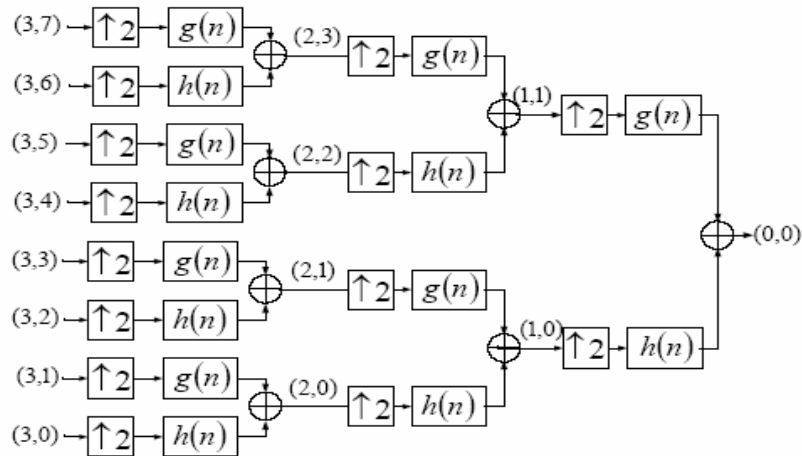 (3,7) ↑2 g(n) (2,3) ↑2 g(n)
(3,6) ↑2 h(n) (1,1) ↑2 g(n)
(3,5) ↑2 g(n) (2,2) ↑2 h(n)
(3,4) ↑2 h(n)
(0,0)
(3,3) ↑2 g(n) (2,1) ↑2 g(n)
(3,2) ↑2 h(n) (1,0) ↑2 h(n)
(3,1) ↑2 g(n) (2,0) ↑2 h(n)
(3,0) ↑2 h(n)